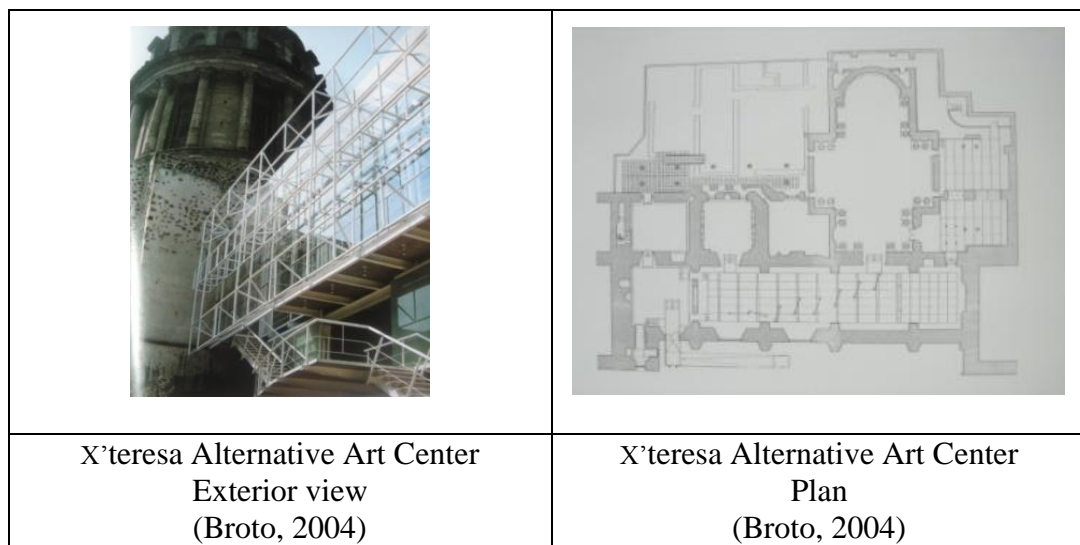 X’teresa Alternative Art Center
Exterior view
(Broto, 2004)
X’teresa Alternative Art Center
Plan
(Broto, 2004)